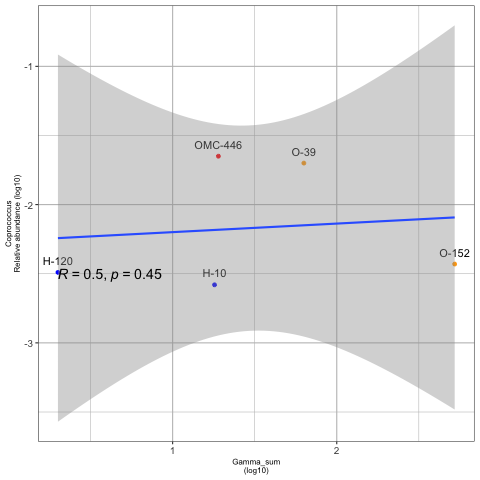 Coprococcus
Relative abundance (log10)
-1
-2
-3
OMC-446
O-39
H-120
R = 0.5, p = 0.45
H-10
O-152
1
2
Gamma_sum
(log10)